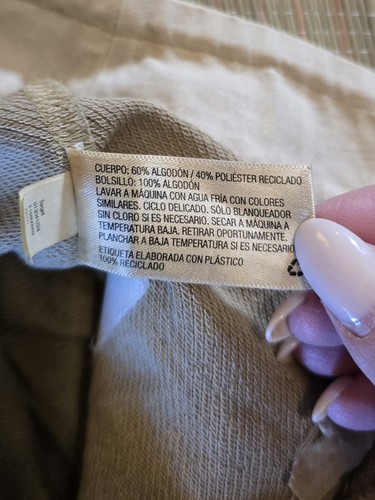 CUERPO: 60% ALGODÓN / 40% POLIÉSTER RECICLADO
BOLSILLO: 100% ALGODÓN
LAVAR A MÁQUINA CON AGUA FRÍA CON COLORES
SIMILARES. CICLO DELICADO. SÓLO BLANQUEADOR
SIN CLORO SI ES NECESARIO. SECAR A MÁQUINA A
TEMPERATURA BAJA. RETIRAR OPORTUNAMENTE.
PLANCHAR A BAJA TEMPERATURA SI ES NECESARIO
ETIQUETA ELABORADA CON PLÁSTICO
100% RECICLADO
Target